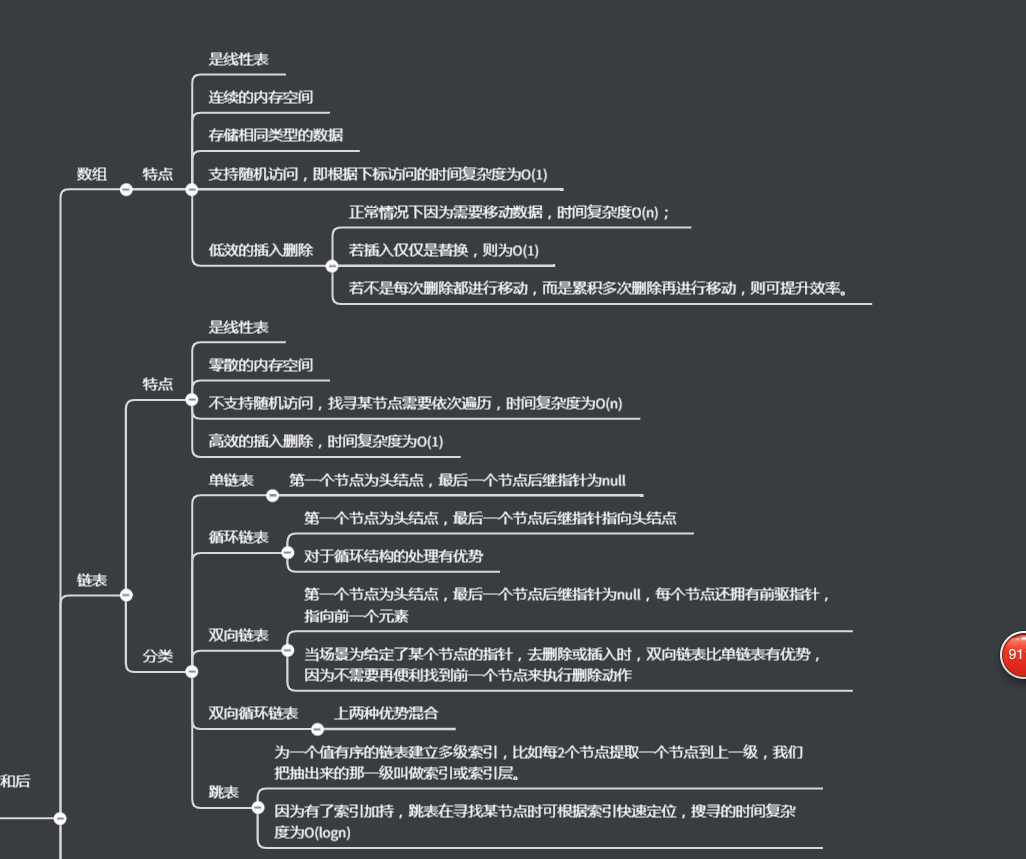 是线性表
连续的内存空间
存储相同类型的数据
数组
特点
支持随机访问，即根据下标访问的时间复杂度为O(1)
正常情况下因为需要移动数据，时间复杂度O(n)；
低效的插入删除
若插入仅仅是替换，则为O(1)
若不是每次删除都进行移动，而是累积多次删除再进行移动，则可提升效率。
是线性表
零散的内存空间
特点
不支持随机访问，找寻某节点需要依次遍历，时间复杂度为O(n)
高效的插入删除，时间复杂度为O(1)
单链表
第一个节点为头结点，最后一个节点后继指针为null
第一个节点为头结点，最后一个节点后继指针指向头结点
循环链表
对于循环结构的处理有优势
链表
第一个节点为头结点，最后一个节点后继指针为null，每个节点还拥有前驱指针，
指向前一个元素
双向链表
分类
当场景为给定了某个节点的指针，去删除或插入时，双向链表比单链表有优势，
因为不需要再便利找到前一个节点来执行删除动作
双向循环链表
上两种优势混合
为一个值有序的链表建立多级索引，比如每2个节点提取一个节点到上一级，我们
把抽出来的那一级叫做索引或索引层。
跳表
因为有了索引加持，跳表在寻找某节点时可根据索引快速定位，搜寻的时间复杂
度为O(logn)
和后
91